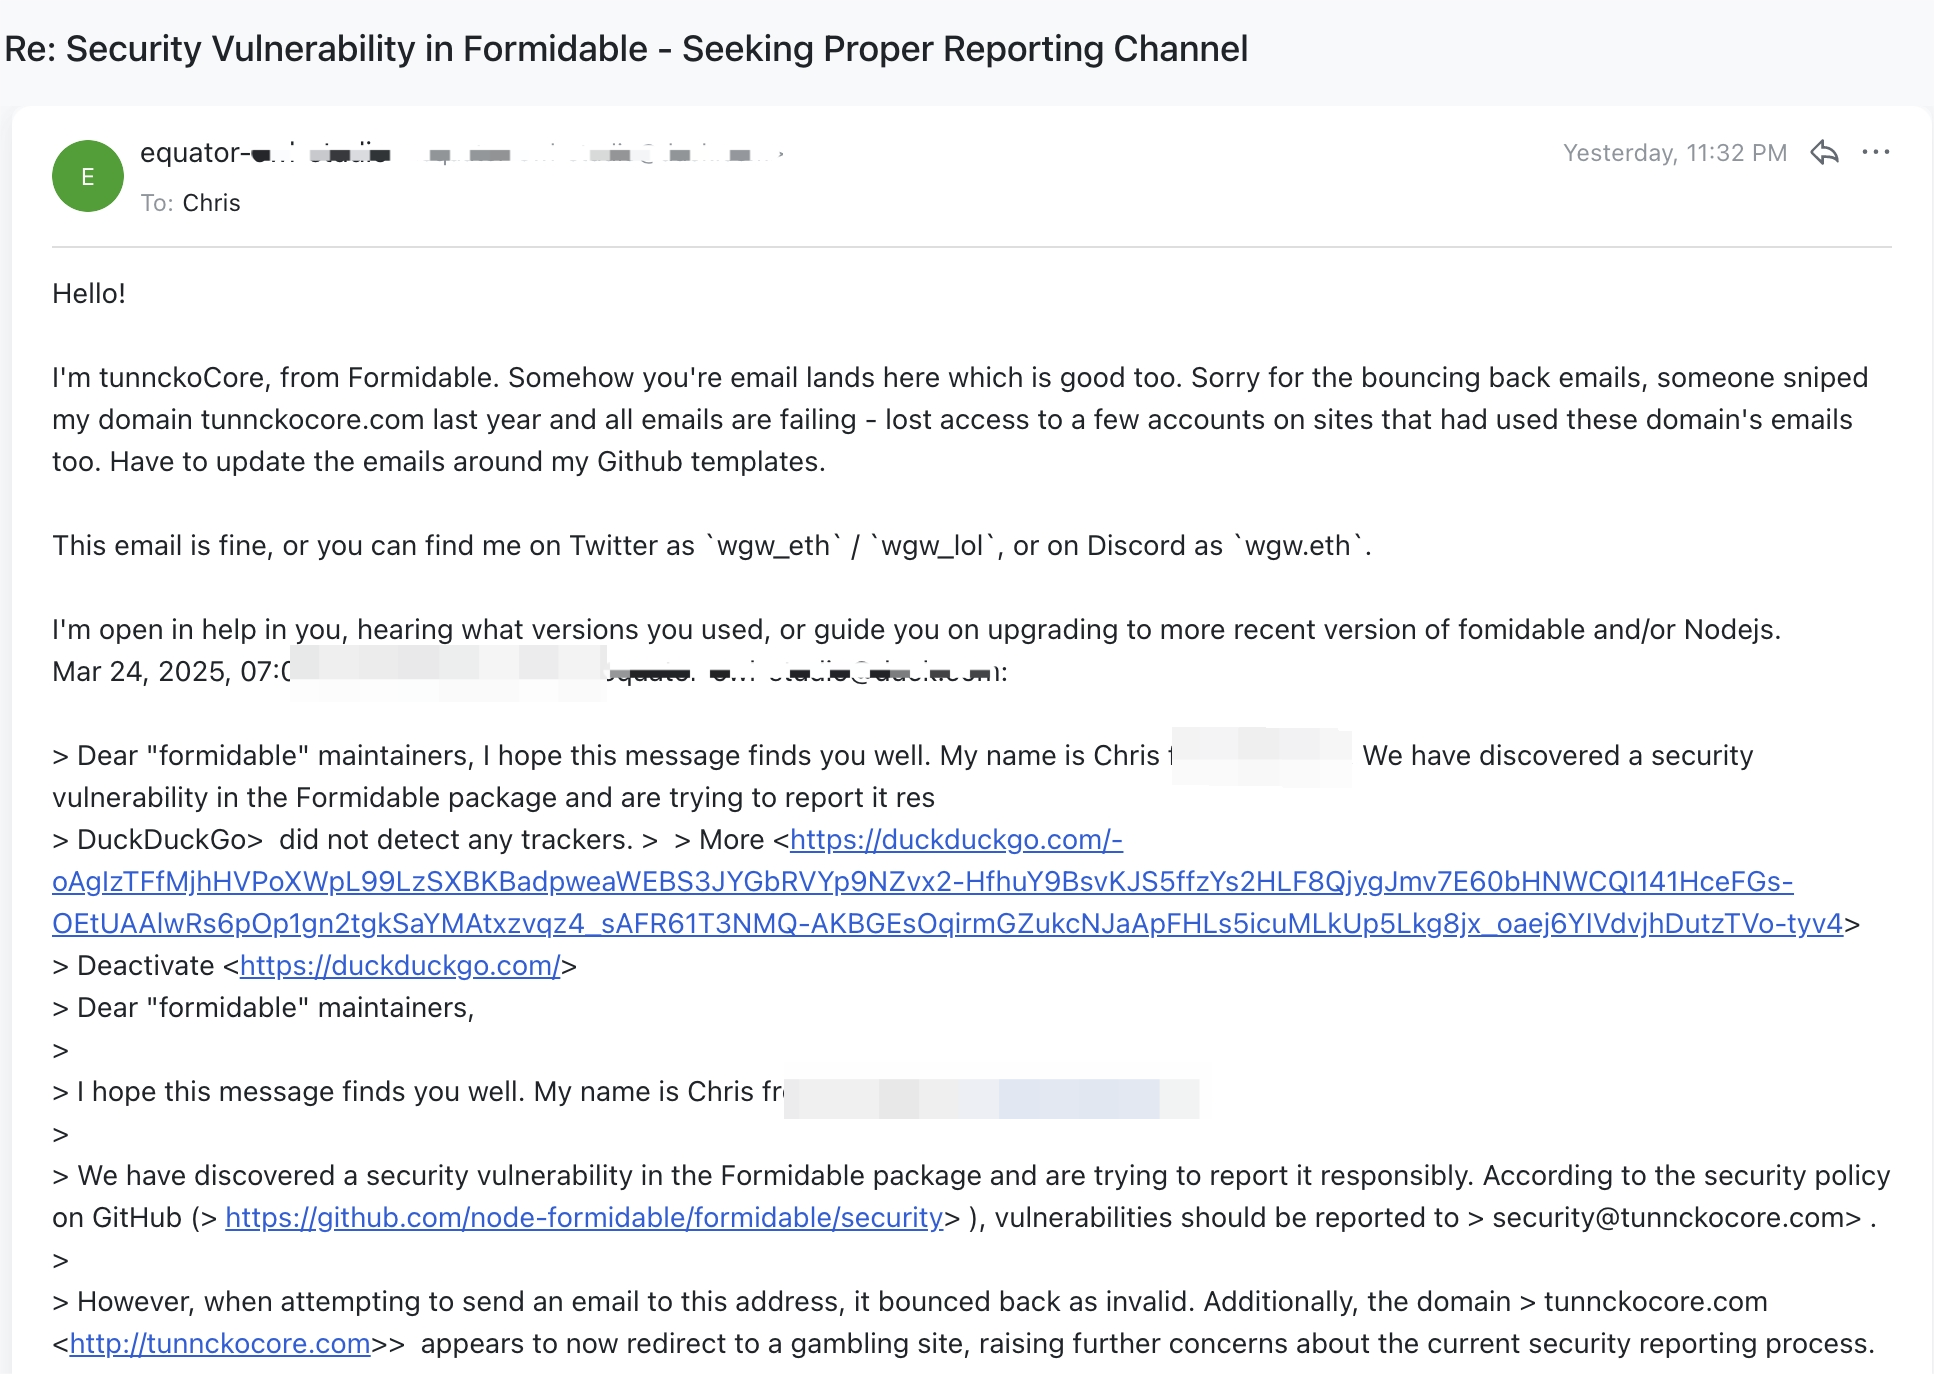 Re: Security Vulnerability in Formidable - Seeking Proper Reporting Channel
E
equator-
Yesterday, 11:32 PM
To: Chris
Hello!
I'm tunnckoCore, from Formidable. Somehow you're email lands here which is good too. Sorry for the bouncing back emails, someone sniped
my domain tunnckocore.com last year and all emails are failing - lost access to a few accounts on sites that had used these domain's emails
too. Have to update the emails around my Github templates.
This email is fine, or you can find me on Twitter as `wgw_eth` / `wgw_lol`, or on Discord as `wgw.eth`.
I'm open in help in you, hearing what versions you used, or guide you on upgrading to more recent version of fomidable and/or Nodejs.
Mar 24, 2025, 07:
> Dear "formidable" maintainers, I hope this message finds you well. My name is Chris We have discovered a security
vulnerability in the Formidable package and are trying to report it res
> DuckDuckGo>  did not detect any trackers. >  > More <https://duckduckgo.com/-
oAgIzTFfMjhHVPoXWpL99LzSXBKBadpweaWEBS3JYGbRVYp9NZvx2-HfhuY9BsvKJS5ffzYs2HLF8QjygJmv7E60bHNWCQI141HceFGs-
OEtUAAlwRs6pOp1gn2tgkSaYMAtxzvqz4_sAFR61T3NMQ-AKBGEsOqirmGZukcNJaApFHLs5icuMLkUp5Lkg8jx_oaej6YIVdvjhDutzTVo-tyv4>
> Deactivate <https://duckduckgo.com/>
> Dear "formidable" maintainers,
>
> I hope this message finds you well. My name is Chris
>
> We have discovered a security vulnerability in the Formidable package and are trying to report it responsibly. According to the security policy
on GitHub (> https://github.com/node-formidable/formidable/security> ), vulnerabilities should be reported to > security@tunnckocore.com> .
>
> However, when attempting to send an email to this address, it bounced back as invalid. Additionally, the domain > tunnckocore.com
<http://tunnckocore.com>>  appears to now redirect to a gambling site, raising further concerns about the current security reporting process.